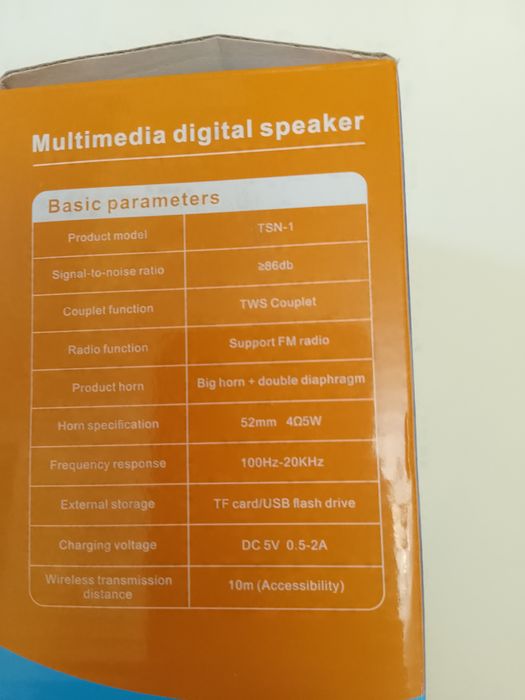 Multimedia digital speaker
Basic parameters
Product model TSN-1
Signal-to-noise ratio ≥86db
Couplet function TWS Couplet
Radio function Support FM radio
Product horn Big horn + double diaphragm
Horn specification 52mm 4Ω5W
Frequency response 100Hz-20KHz
External storage TF card/USB flash drive
Charging voltage DC 5V 0.5-2A
Wireless transmission
distance 10m (Accessibility)